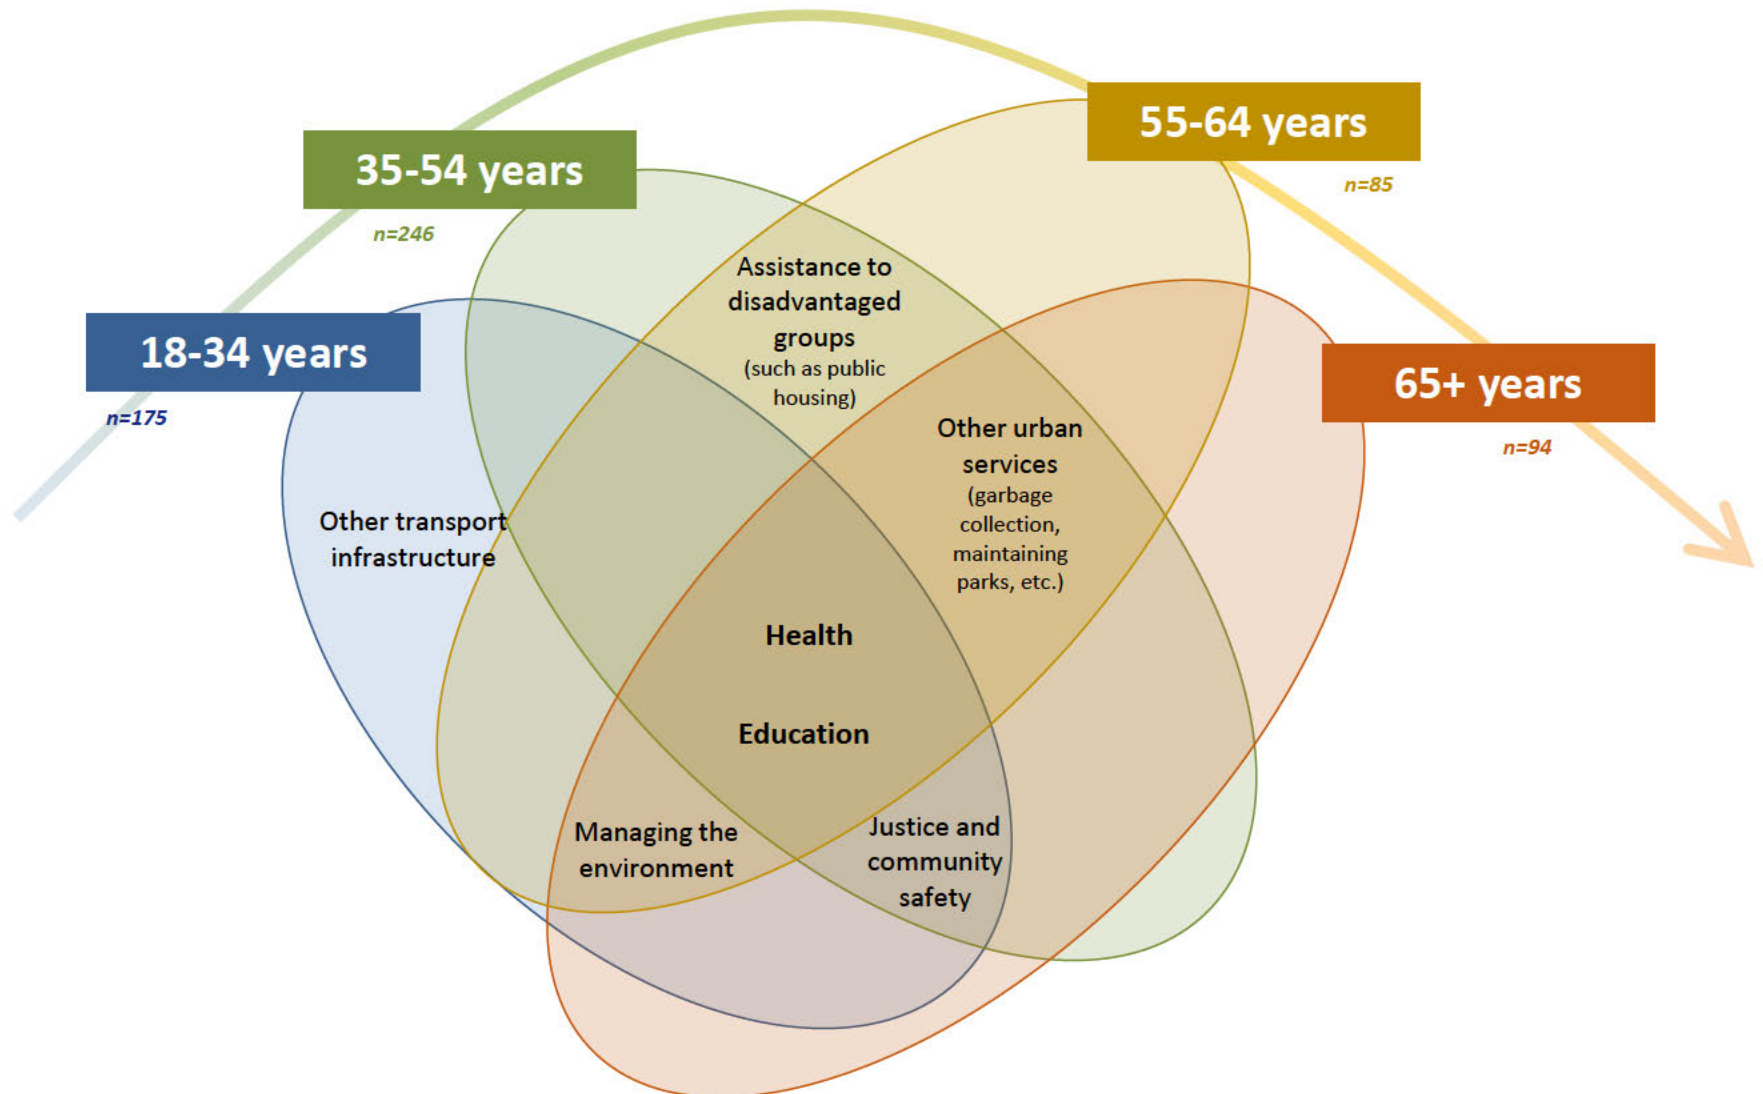 55-64 years
n=85
35-54 years
n=246
18-34 years
n=175
65+ years
n=94
Assistance to
disadvantaged
groups
(such as public
housing)
Other urban
services
(garbage
collection,
maintaining
parks, etc.)
Other transport
infrastructure
Health
Education
Managing the
environment
Justice and
community
safety